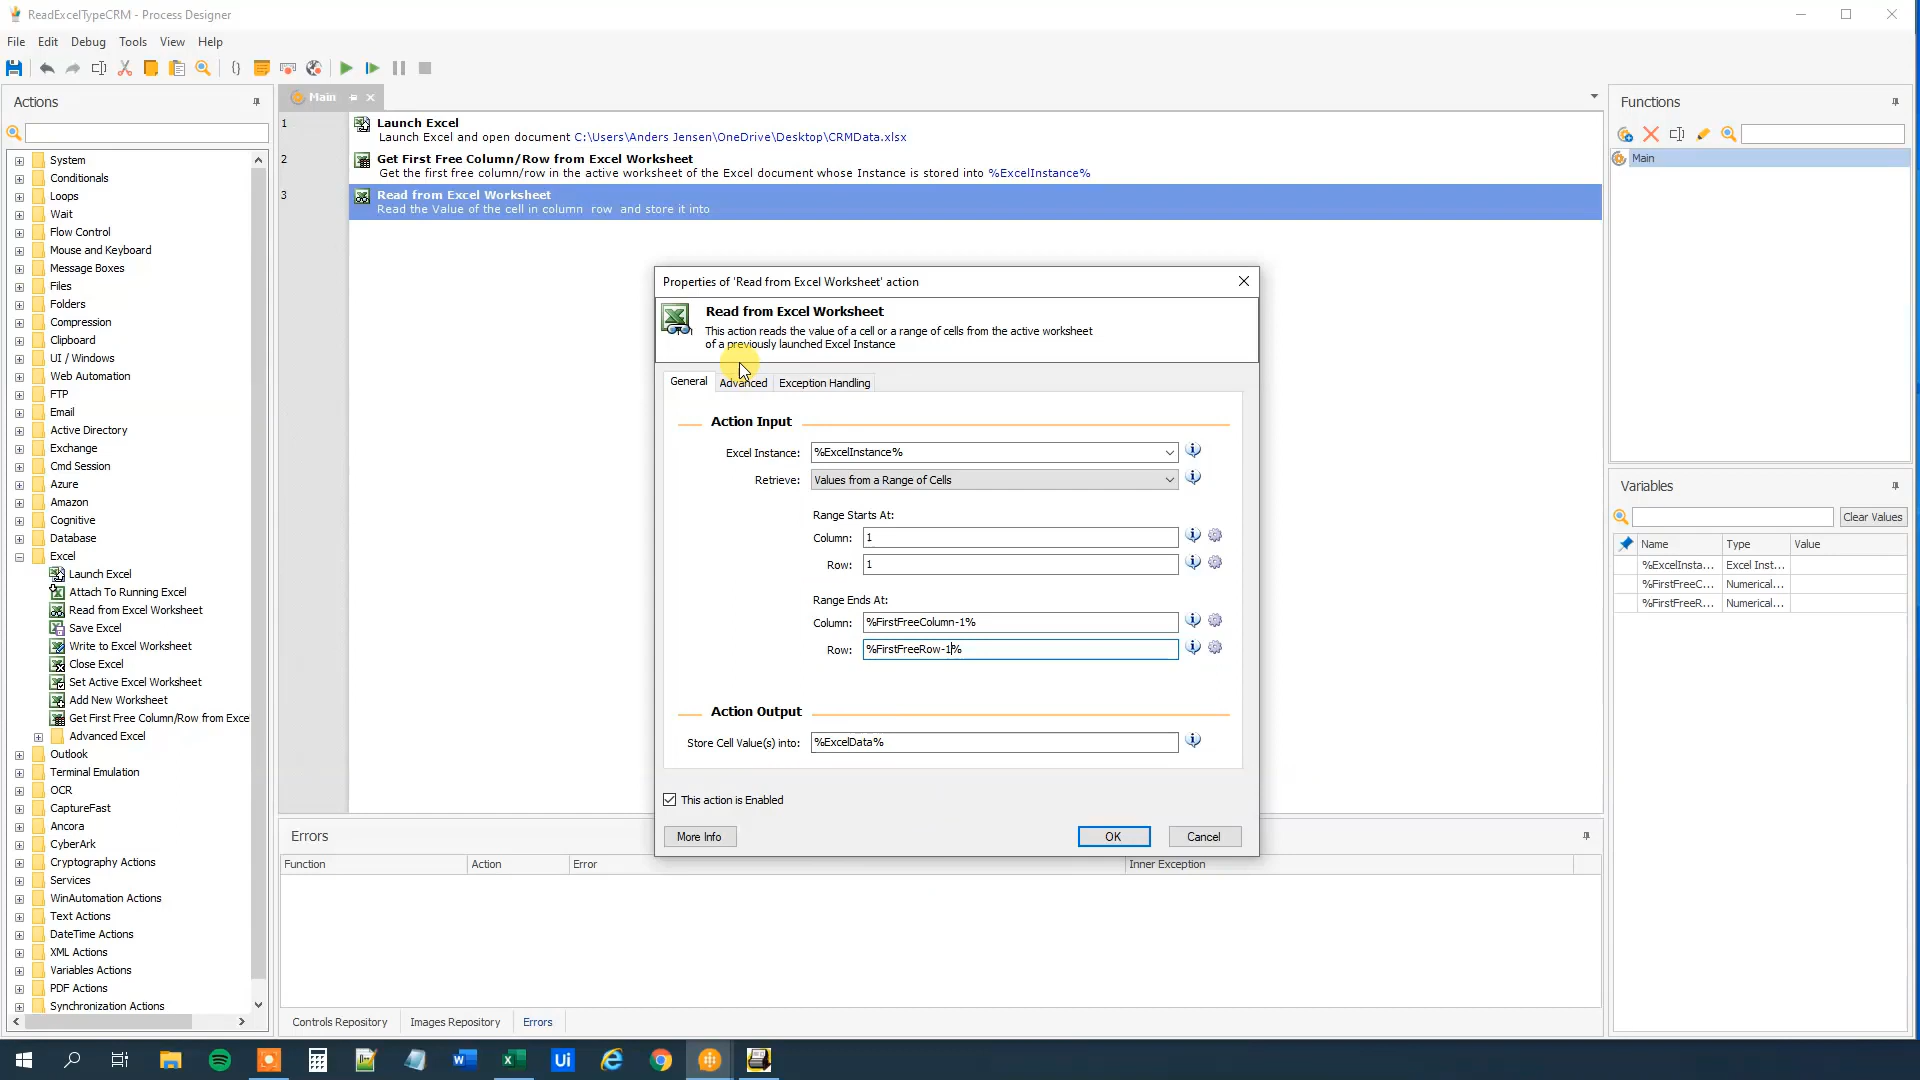 ReadExcelTypeCRM - Process Designer
File Edit Debug Tools View Help
Actions
System
Conditionals
Loops
Wait
Flow Control
Mouse and Keyboard
Message Boxes
Files
Folders
Compression
Clipboard
UI / Windows
Web Automation
FTP
Email
Active Directory
Exchange
Cmd Session
Azure
Amazon
Cognitive
Database
Excel
Launch Excel
Attach To Running Excel
Read from Excel Worksheet
Save Excel
Write to Excel Worksheet
Close Excel
Set Active Excel Worksheet
Add New Worksheet
Get First Free Column/Row from Exce
Advanced Excel
Outlook
Terminal Emulation
OCR
CaptureFast
Ancora
CyberArk
Cryptography Actions
Services
WinAutomation Actions
Text Actions
DateTime Actions
XML Actions
Variables Actions
PDF Actions
Synchronization Actions
Main
1 Launch Excel
Launch Excel and open document C:\Users\Anders Jensen\OneDrive\Desktop\CRMData.xlsx
2 Get First Free Column/Row from Excel Worksheet
Get the first free column/row in the active worksheet of the Excel document whose Instance is stored into %ExcelInstance%
3 Read from Excel Worksheet
Read the Value of the cell in column row and store it into
Properties of 'Read from Excel Worksheet' action
Read from Excel Worksheet
This action reads the value of a cell or a range of cells from the active worksheet
of a previously launched Excel Instance
General Advanced Exception Handling
Action Input
Excel Instance: %ExcelInstance%
Retrieve: Values from a Range of Cells
Range Starts At:
Column: 1
Row: 1
Range Ends At:
Column: %FirstFreeColumn-1%
Row: %FirstFreeRow-1%
Action Output
Store Cell Value(s) into: %ExcelData%
This action is Enabled
More Info OK Cancel
Errors
Function Action Error Inner Exception
Controls Repository Images Repository Errors
Functions
Main
Variables
Clear Values
Name Type Value
%ExcelInsta... Excel Inst...
%FirstFreeC... Numerical...
%FirstFreeR... Numerical...
Ui